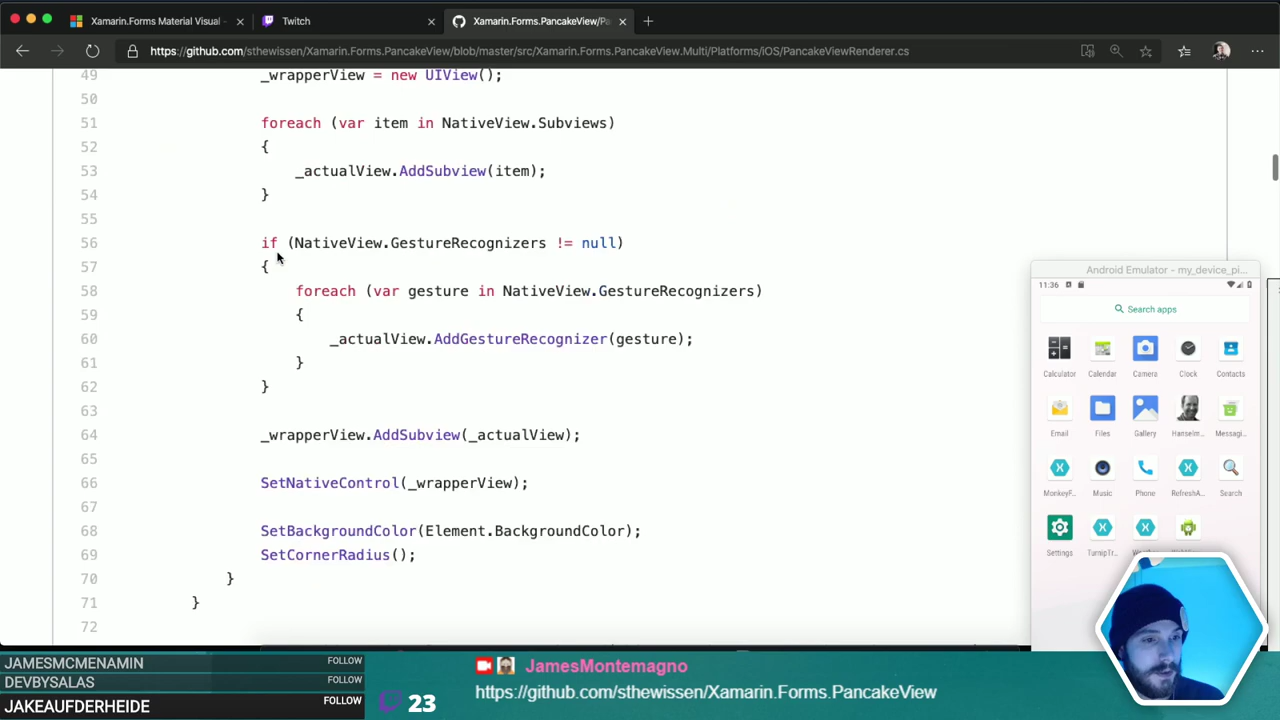 Xamarin.Forms Material Visual -
Twitch
Xamarin.Forms.PancakeView/Pa
https://github.com/sthewissen/Xamarin.Forms.PancakeView/blob/master/src/Xamarin.Forms.PancakeView.Multi/Platforms/iOS/PancakeViewRenderer.cs
49 _wrapperView = new UIView();
50
51 foreach (var item in NativeView.Subviews)
52 {
53 _actualView.AddSubview(item);
54 }
55
56 if (NativeView.GestureRecognizers != null)
57 {
58 foreach (var gesture in NativeView.GestureRecognizers)
59 {
60 _actualView.AddGestureRecognizer(gesture);
61 }
62 }
63
64 _wrapperView.AddSubview(_actualView);
65
66 SetNativeControl(_wrapperView);
67
68 SetBackgroundColor(Element.BackgroundColor);
69 SetCornerRadius();
70 }
71 }
72
Android Emulator - my_device_pi...
11:36
Search apps
Calculator Calendar Camera Clock Contacts
Email Files Gallery Hanselm... Messagi...
MonkeyF... Music Phone RefreshA... Search
Settings TurnipTr...
JAMESMCMENAMIN FOLLOW
DEVBYSALAS FOLLOW
JAKEAUFDERHEIDE FOLLOW
23
JamesMontemagno
https://github.com/sthewissen/Xamarin.Forms.PancakeView